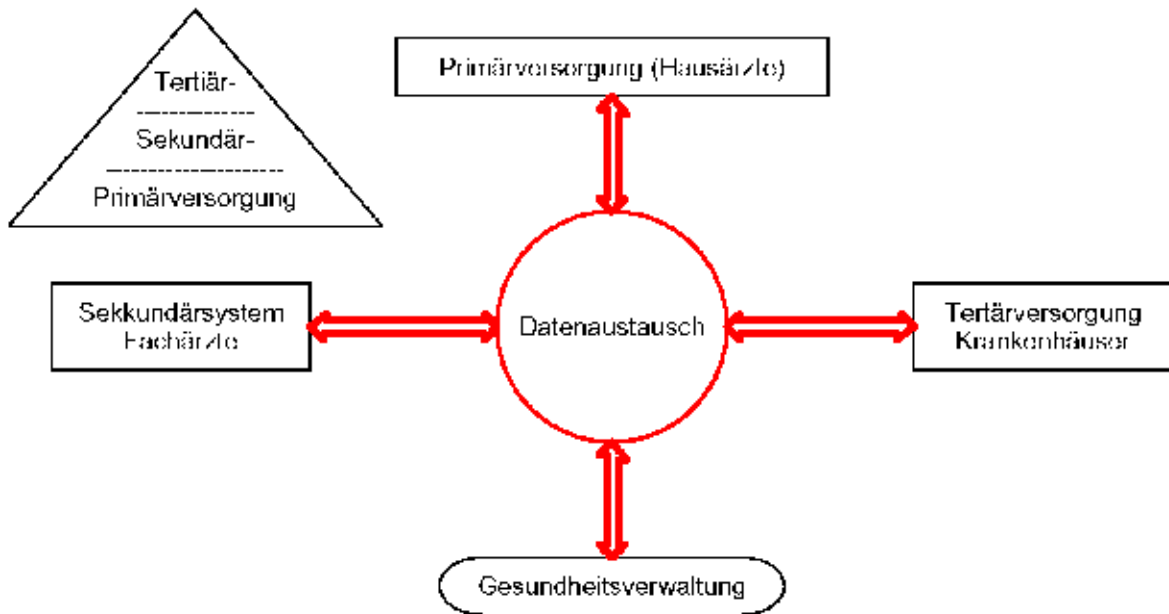 Tertiär-
Sekundär-
Primärversorgung
Primärversorgung (Hausärzte)
Sekkundärsystem
Fachärzte
Datenaustausch
Tertärversorgung
Krankenhäuser
Gesundheitsverwaltung